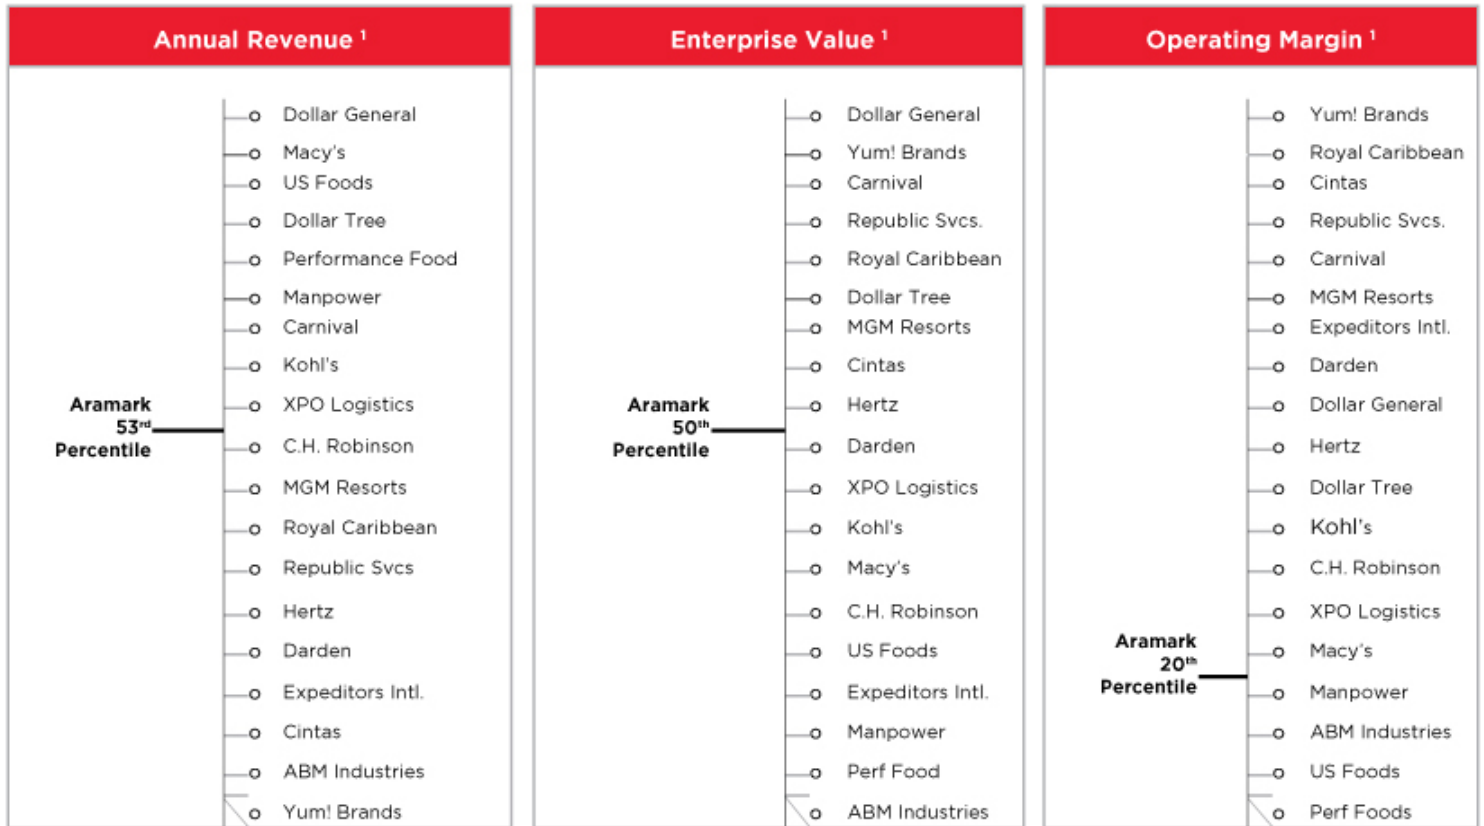 Annual Revenue ¹
Dollar General
Macy's
US Foods
Dollar Tree
Performance Food
Manpower
Carnival
Kohl's
XPO Logistics
C.H. Robinson
MGM Resorts
Royal Caribbean
Republic Svcs
Hertz
Darden
Expeditors Intl.
Cintas
ABM Industries
Yum! Brands
Aramark
53rd
Percentile
Enterprise Value ¹
Dollar General
Yum! Brands
Carnival
Republic Svcs.
Royal Caribbean
Dollar Tree
MGM Resorts
Cintas
Hertz
Darden
XPO Logistics
Kohl's
Macy's
C.H. Robinson
US Foods
Expeditors Intl.
Manpower
Perf Food
ABM Industries
Aramark
50th
Percentile
Operating Margin ¹
Yum! Brands
Royal Caribbean
Cintas
Republic Svcs.
Carnival
MGM Resorts
Expeditors Intl.
Darden
Dollar General
Hertz
Dollar Tree
Kohl's
C.H. Robinson
XPO Logistics
Macy's
Manpower
ABM Industries
US Foods
Perf Foods
Aramark
20th
Percentile